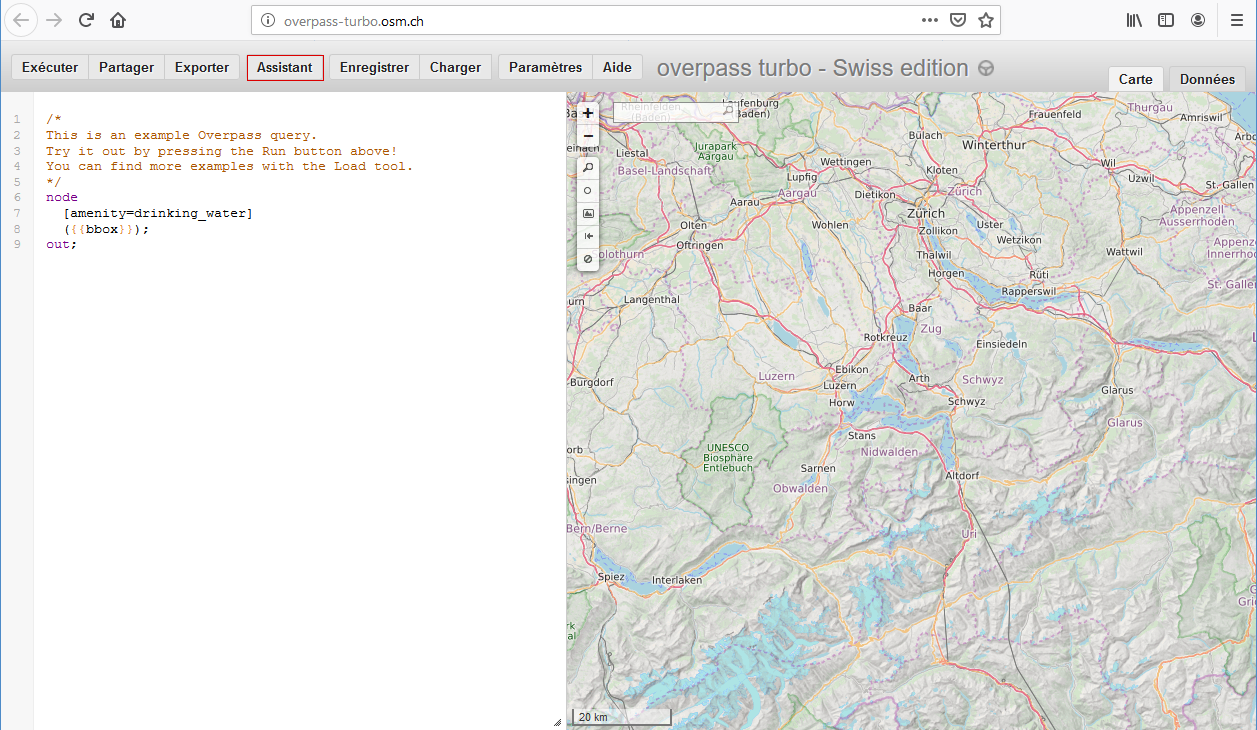 overpass-turbo.osm.ch
Exécuter Partager Exporter Assistant Enregistrer Charger Paramètres Aide overpass turbo - Swiss edition Carte Données
1 /*
2 This is an example Overpass query.
3 Try it out by pressing the Run button above!
4 You can find more examples with the Load tool.
5 */
6 node
7 [amenity=drinking_water]
8 ({{bbox}});
9 out;
+
−
Rheinfelden
(Baden)
Laufenburg
(Baden)
Frauenfeld
Thurgau
Amriswil
Bülach
Winterthur
Liestal
Jurapark
Aargau
Wettingen
Wil
Uzwil
Basel-Landschaft
Lupfig
Kloten
Zürich
St. Gallen
Aargau
Dietikon
Aarau
Zürich
Appenzell
Ausserrhoden
Olten
Wohlen
Zollikon
Uster
Wetzikon
Oftringen
Thalwil
Wattwil
Horgen
Rüti
Rapperswil
St. Galle
Langenthal
Baar
Zug
Rotkreuz
Einsiedeln
Ebikon
Luzern
Arth
Schwyz
Burgdorf
Luzern
Glarus
Horw
Schwyz
Glarus
Stans
Nidwalden
UNESCO
Biosphäre
Entlebuch
Sarnen
Altdorf
Obwalden
Bern/Berne
Uri
Spiez
Interlaken
20 km